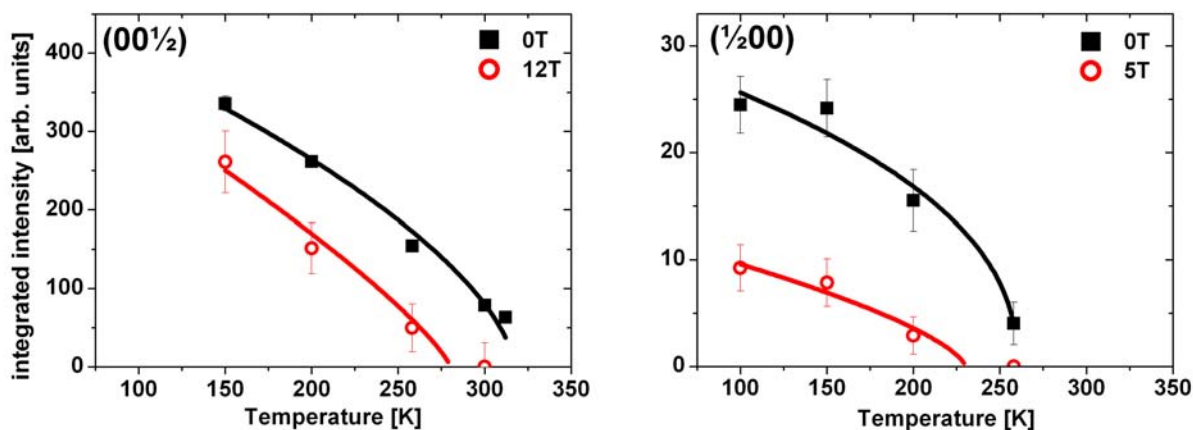 (00½)
0T
12T
400
300
200
100
0
100 150 200 250 300 350
Temperature [K]
integrated intensity [arb. units]
(½00)
0T
5T
30
20
10
0
100 150 200 250 300 350
Temperature [K]